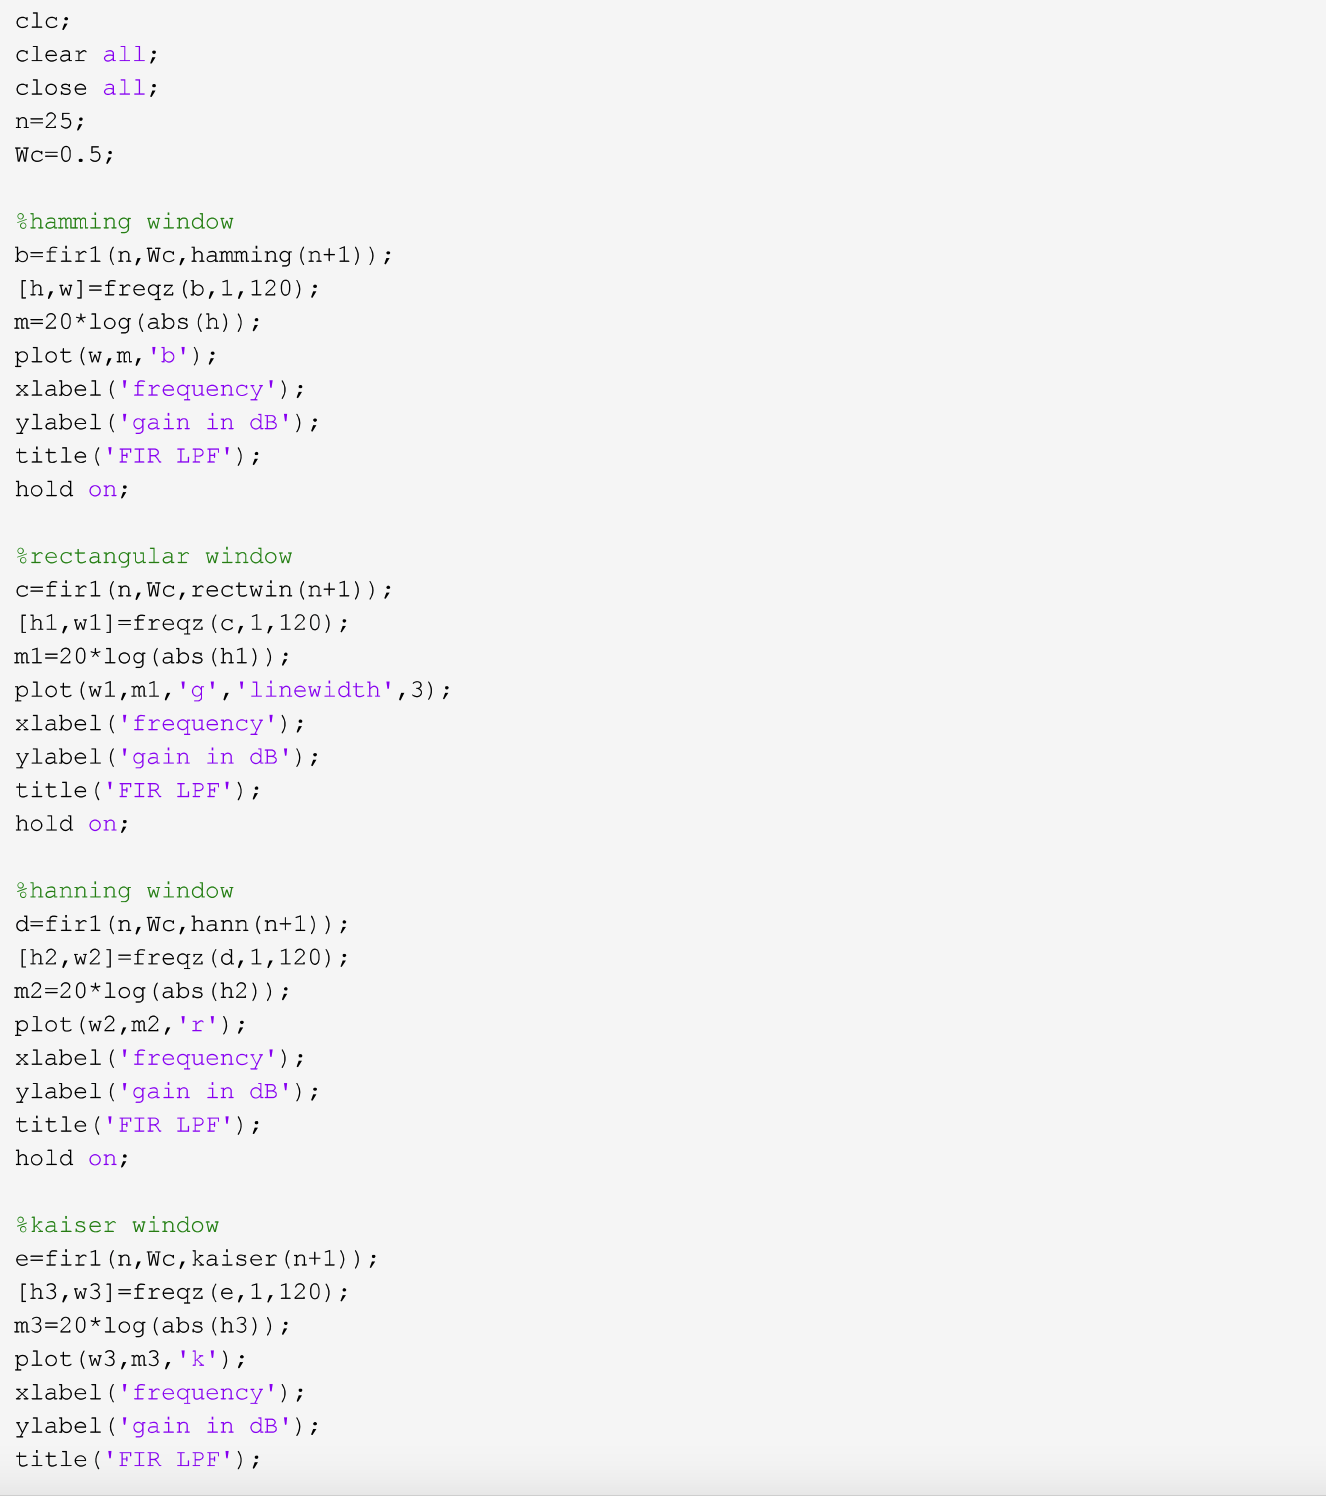 clc;
clear all;
close all;
n=25;
Wc=0.5;
%hamming window
b=fir1(n,Wc,hamming(n+1));
[h,w]=freqz(b,1,120);
m=20*log(abs(h));
plot(w,m,'b');
xlabel('frequency');
ylabel('gain in dB');
title('FIR LPF');
hold on;
%rectangular window
c=fir1(n,Wc,rectwin(n+1));
[h1,w1]=freqz(c,1,120);
m1=20*log(abs(h1));
plot(w1,m1,'g','linewidth',3);
xlabel('frequency');
ylabel('gain in dB');
title('FIR LPF');
hold on;
%hanning window
d=fir1(n,Wc,hann(n+1));
[h2,w2]=freqz(d,1,120);
m2=20*log(abs(h2));
plot(w2,m2,'r');
xlabel('frequency');
ylabel('gain in dB');
title('FIR LPF');
hold on;
%kaiser window
e=fir1(n,Wc,kaiser(n+1));
[h3,w3]=freqz(e,1,120);
m3=20*log(abs(h3));
plot(w3,m3,'k');
xlabel('frequency');
ylabel('gain in dB');
title('FIR LPF');